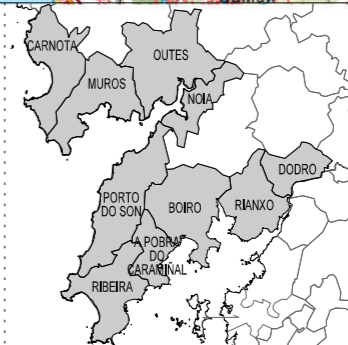 CARNOTA
OUTES
MUROS
NOIA
DODRO
PORTO
DO SON
BOIRO
RIANXO
A POBRA
DO
CARAMIÑAL
RIBEIRA